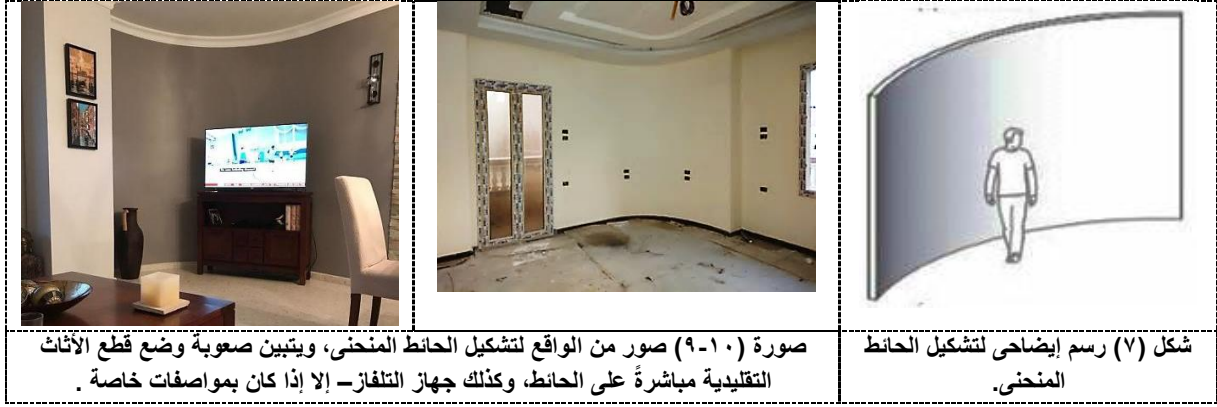 شكل (٧) رسم إيضاحى لتشكيل الحائط
المنحنى.
صورة (١٠-٩) صور من الواقع لتشكيل الحائط المنحنى، ويتبين صعوبة وضع قطع الأثاث
التقليدية مباشرةً على الحائط، وكذلك جهاز التلفاز– إلا إذا كان بمواصفات خاصة .